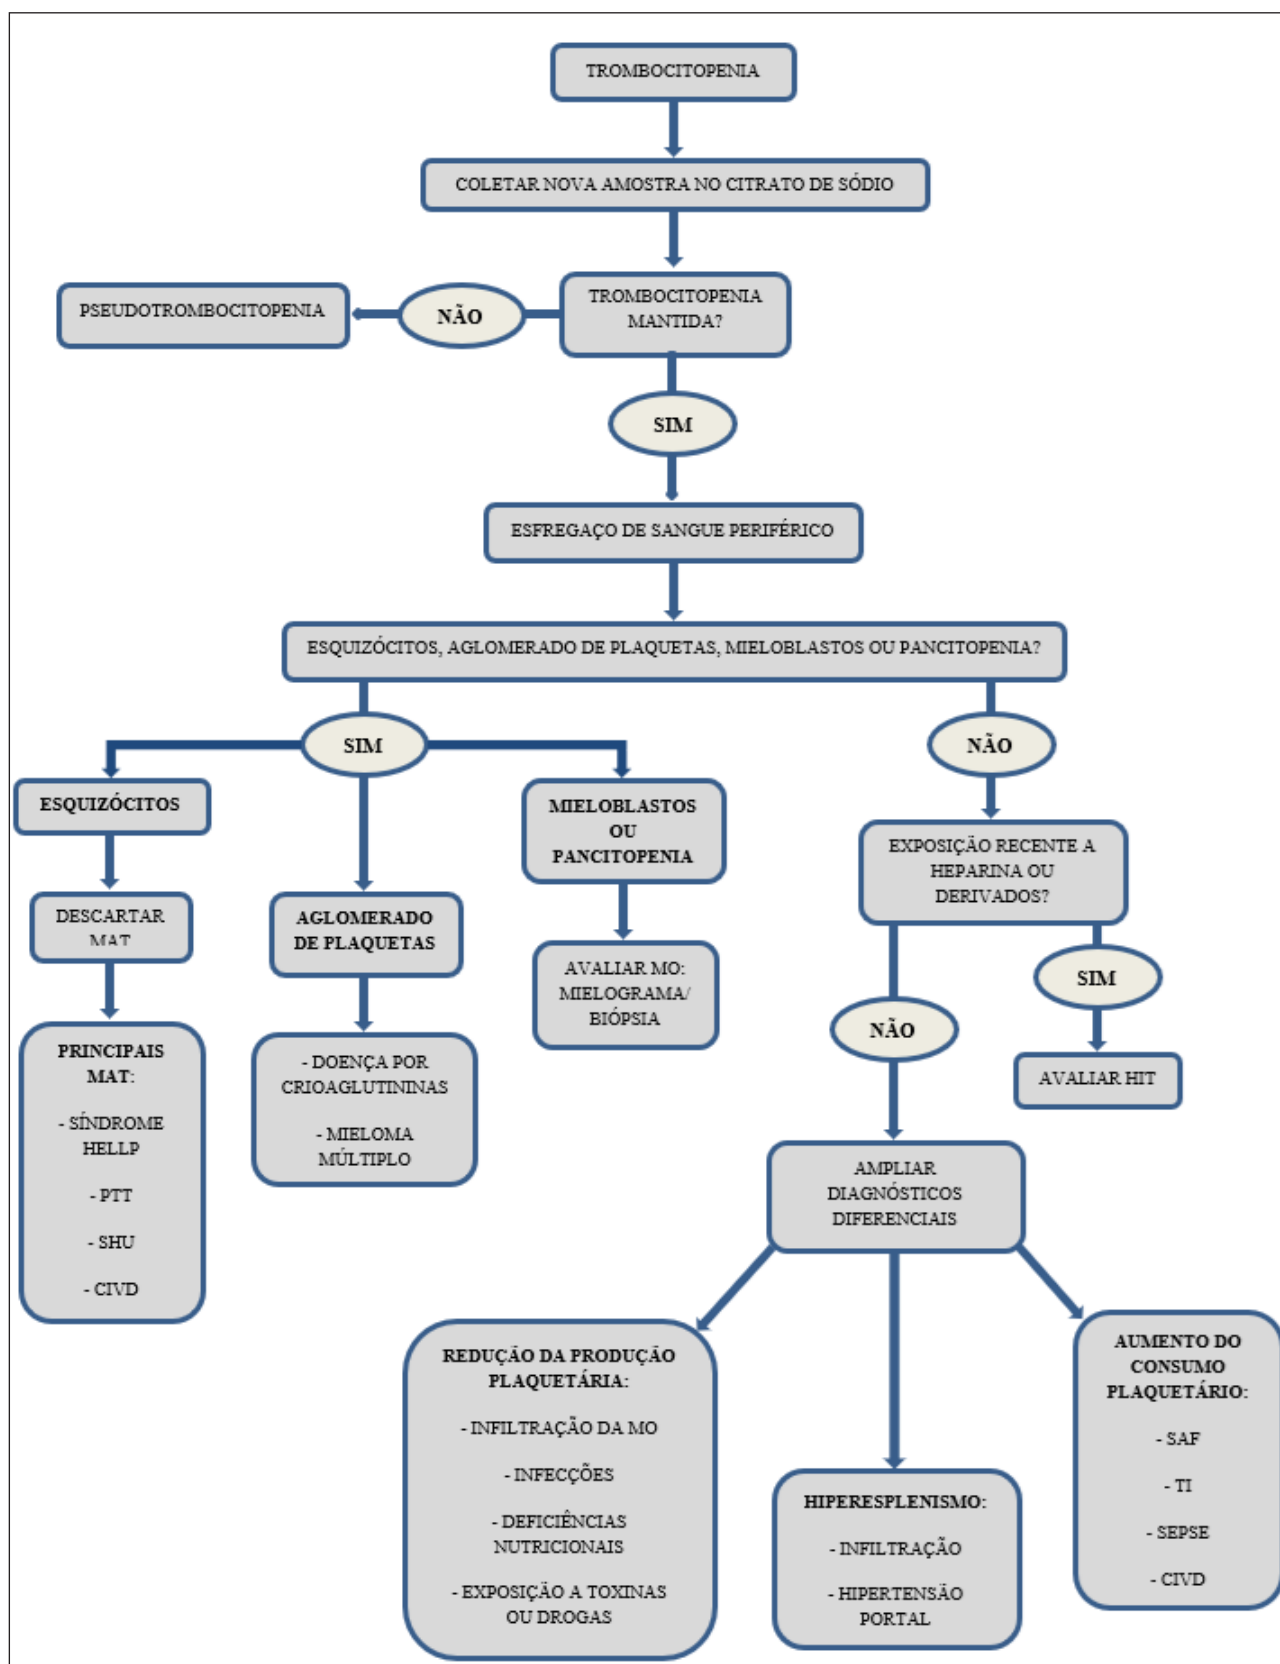 TROMBOCITOPENIA
COLETAR NOVA AMOSTRA NO CITRATO DE SÓDIO
TROMBOCITOPENIA
MANTIDA?
NÃO
PSEUDOTROMBOCITOPENIA
SIM
ESFREGAÇO DE SANGUE PERIFÉRICO
ESQUIZÓCITOS, AGLOMERADO DE PLAQUETAS, MIELOBLASTOS OU PANCITOPENIA?
SIM
NÃO
ESQUIZÓCITOS
DESCARTAR
MAT
PRINCIPAIS
MAT:
- SÍNDROME
HELLP
- PTT
- SHU
- CIVD
AGLOMERADO
DE PLAQUETAS
- DOENÇA POR
CRIOAGLUTININAS
- MIELOMA
MÚLTIPLO
MIELOBLASTOS
OU
PANCITOPENIA
AVALIAR MO:
MIELOGRAMA/
BIÓPSIA
EXPOSIÇÃO RECENTE A
HEPARINA OU
DERIVADOS?
SIM
AVALIAR HIT
NÃO
AMPLIAR
DIAGNÓSTICOS
DIFERENCIAIS
REDUÇÃO DA PRODUÇÃO
PLAQUETÁRIA:
- INFILTRAÇÃO DA MO
- INFECÇÕES
- DEFICIÊNCIAS
NUTRICIONAIS
- EXPOSIÇÃO A TOXINAS
OU DROGAS
HIPERESPLENISMO:
- INFILTRAÇÃO
- HIPERTENSÃO
PORTAL
AUMENTO DO
CONSUMO
PLAQUETÁRIO:
- SAF
- TI
- SEPSE
- CIVD